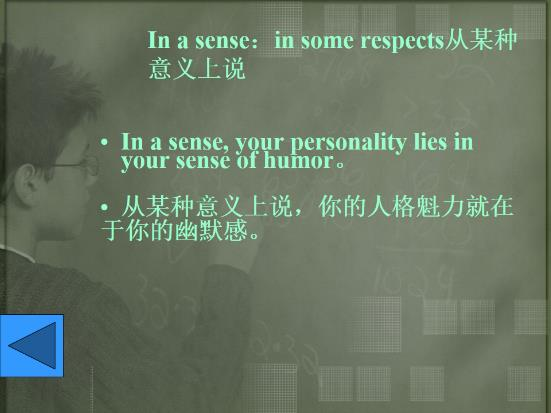 In a sense：in some respects从某种
意义上说
• In a sense, your personality lies in
your sense of humor。
• 从某种意义上说，你的人格魅力就在
于你的幽默感。
1024